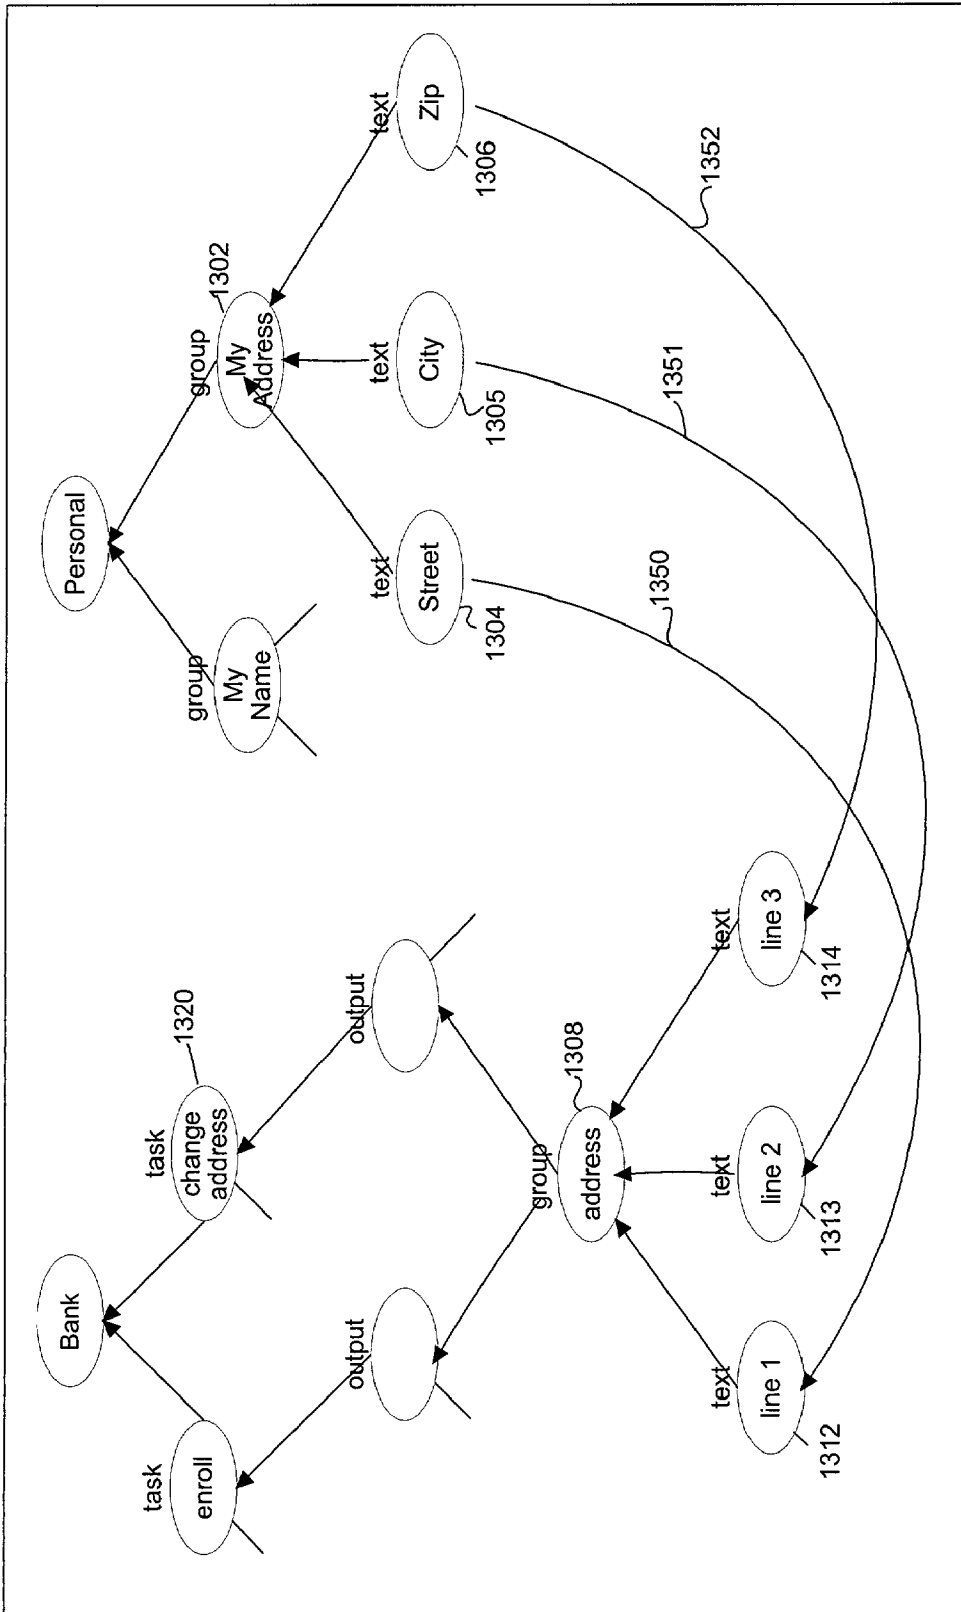 Bank
Personal
task
enroll
task
change
address
1320
group
My
Name
group
My
Address
1302
output
output
text
Street
1304
text
City
1305
text
Zip
1306
group
address
1308
text
line 1
1312
text
line 2
1313
text
line 3
1314
1350
1351
1352